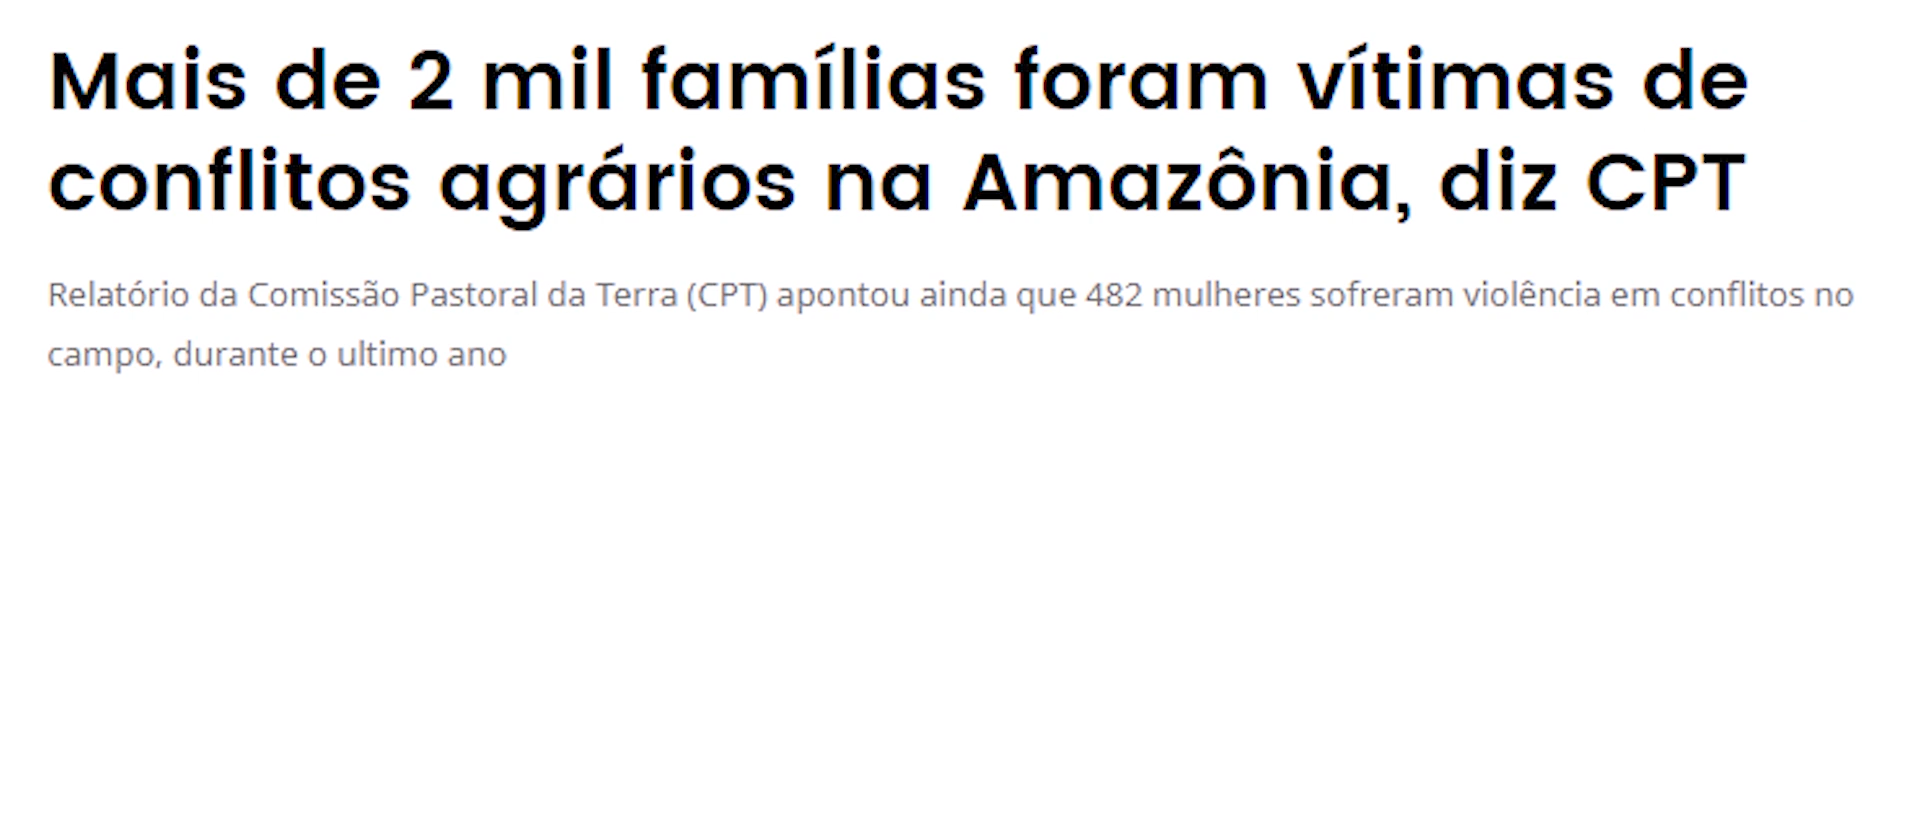 Mais de 2 mil famílias foram vítimas de
conflitos agrários na Amazônia, diz CPT
Relatório da Comissão Pastoral da Terra (CPT) apontou ainda que 482 mulheres sofreram violência em conflitos no
campo, durante o ultimo ano